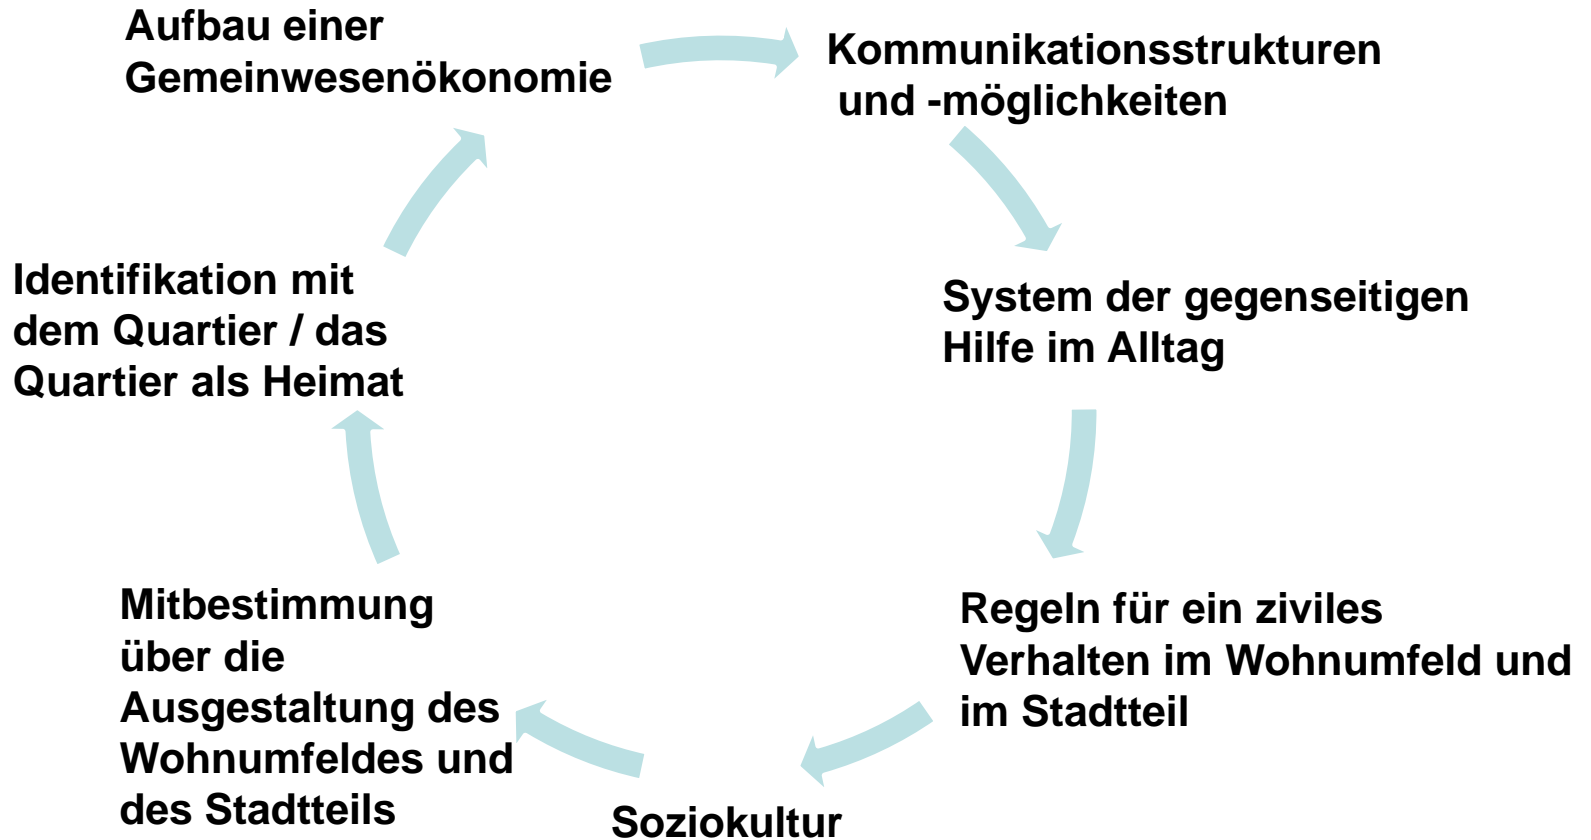 Aufbau einer
Gemeinwesenökonomie
Kommunikationsstrukturen
und -möglichkeiten
System der gegenseitigen
Hilfe im Alltag
Regeln für ein ziviles
Verhalten im Wohnumfeld und
im Stadtteil
Soziokultur
Mitbestimmung
über die
Ausgestaltung des
Wohnumfeldes und
des Stadtteils
Identifikation mit
dem Quartier / das
Quartier als Heimat